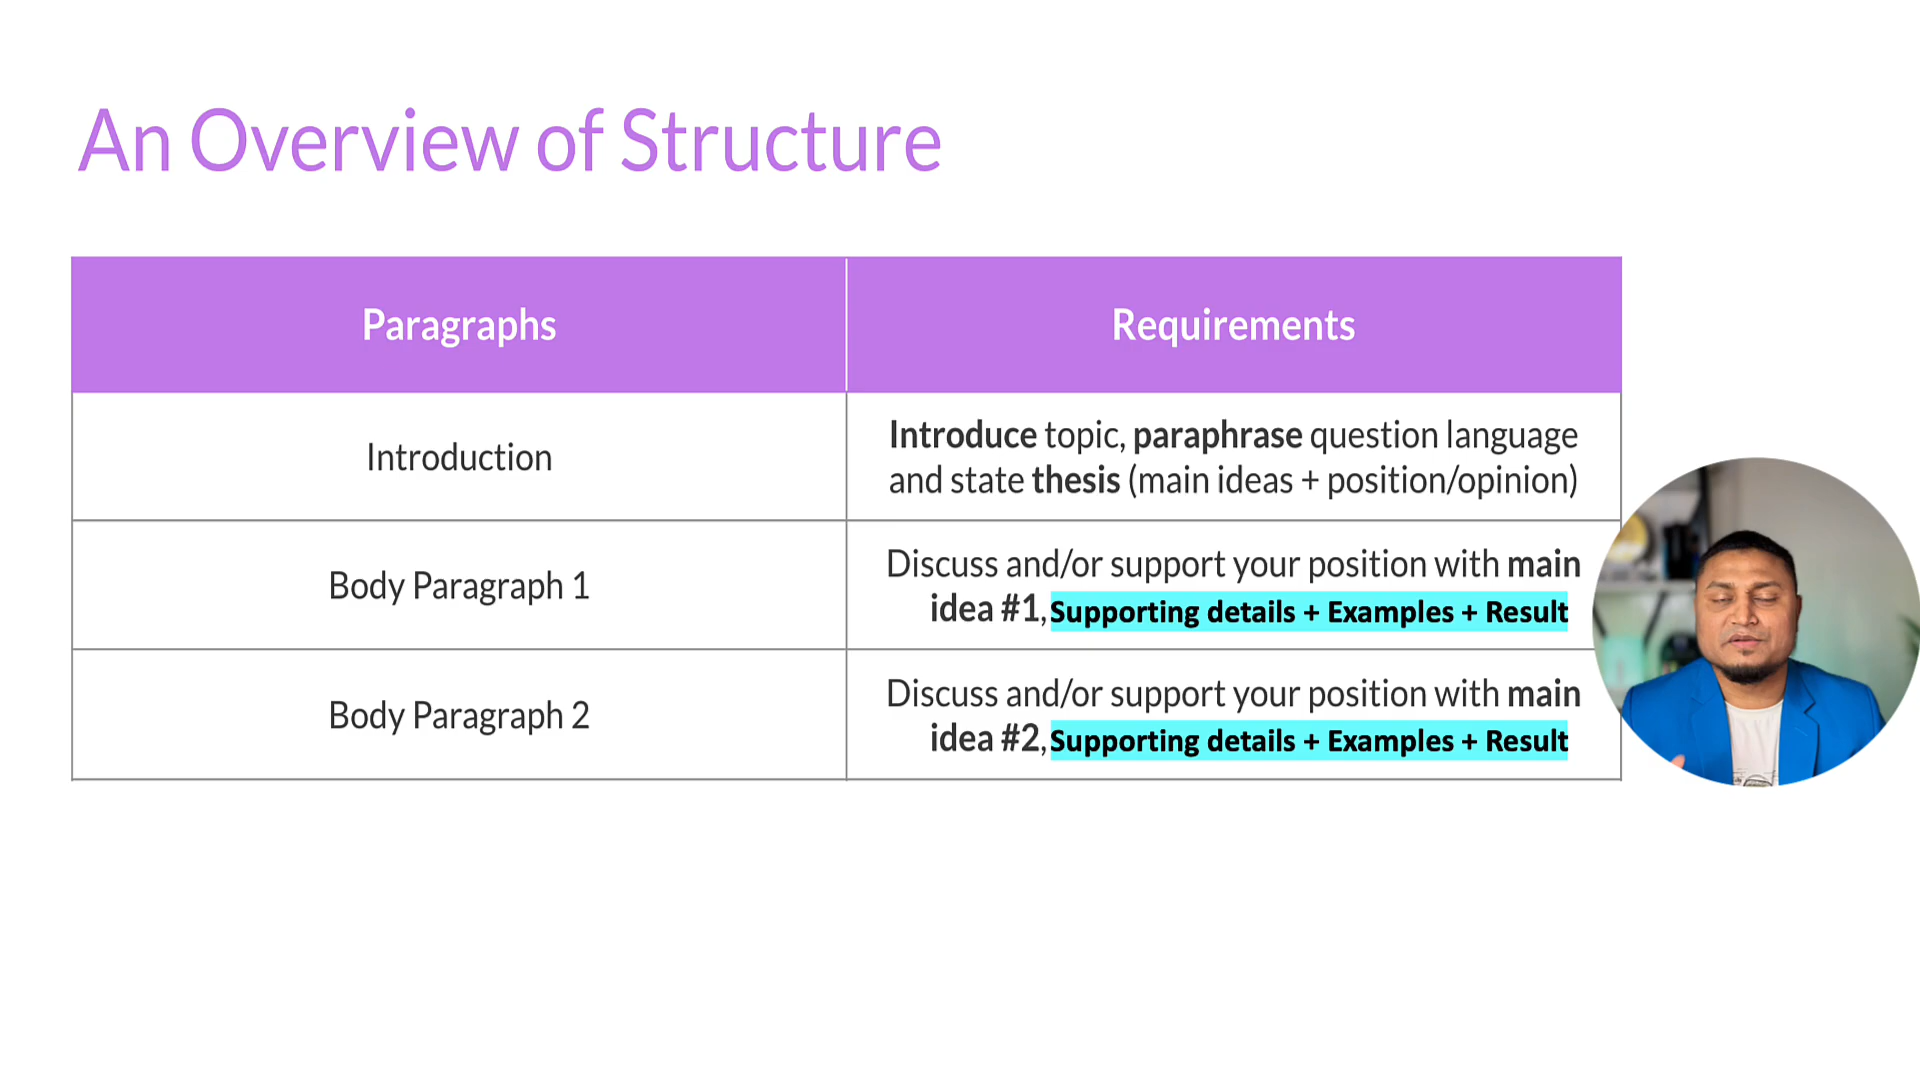 An Overview of Structure
Paragraphs
Requirements
Introduction
Introduce topic, paraphrase question language
and state thesis (main ideas + position/opinion)
Body Paragraph 1
Discuss and/or support your position with main
idea #1, Supporting details + Examples + Result
Body Paragraph 2
Discuss and/or support your position with main
idea #2, Supporting details + Examples + Result